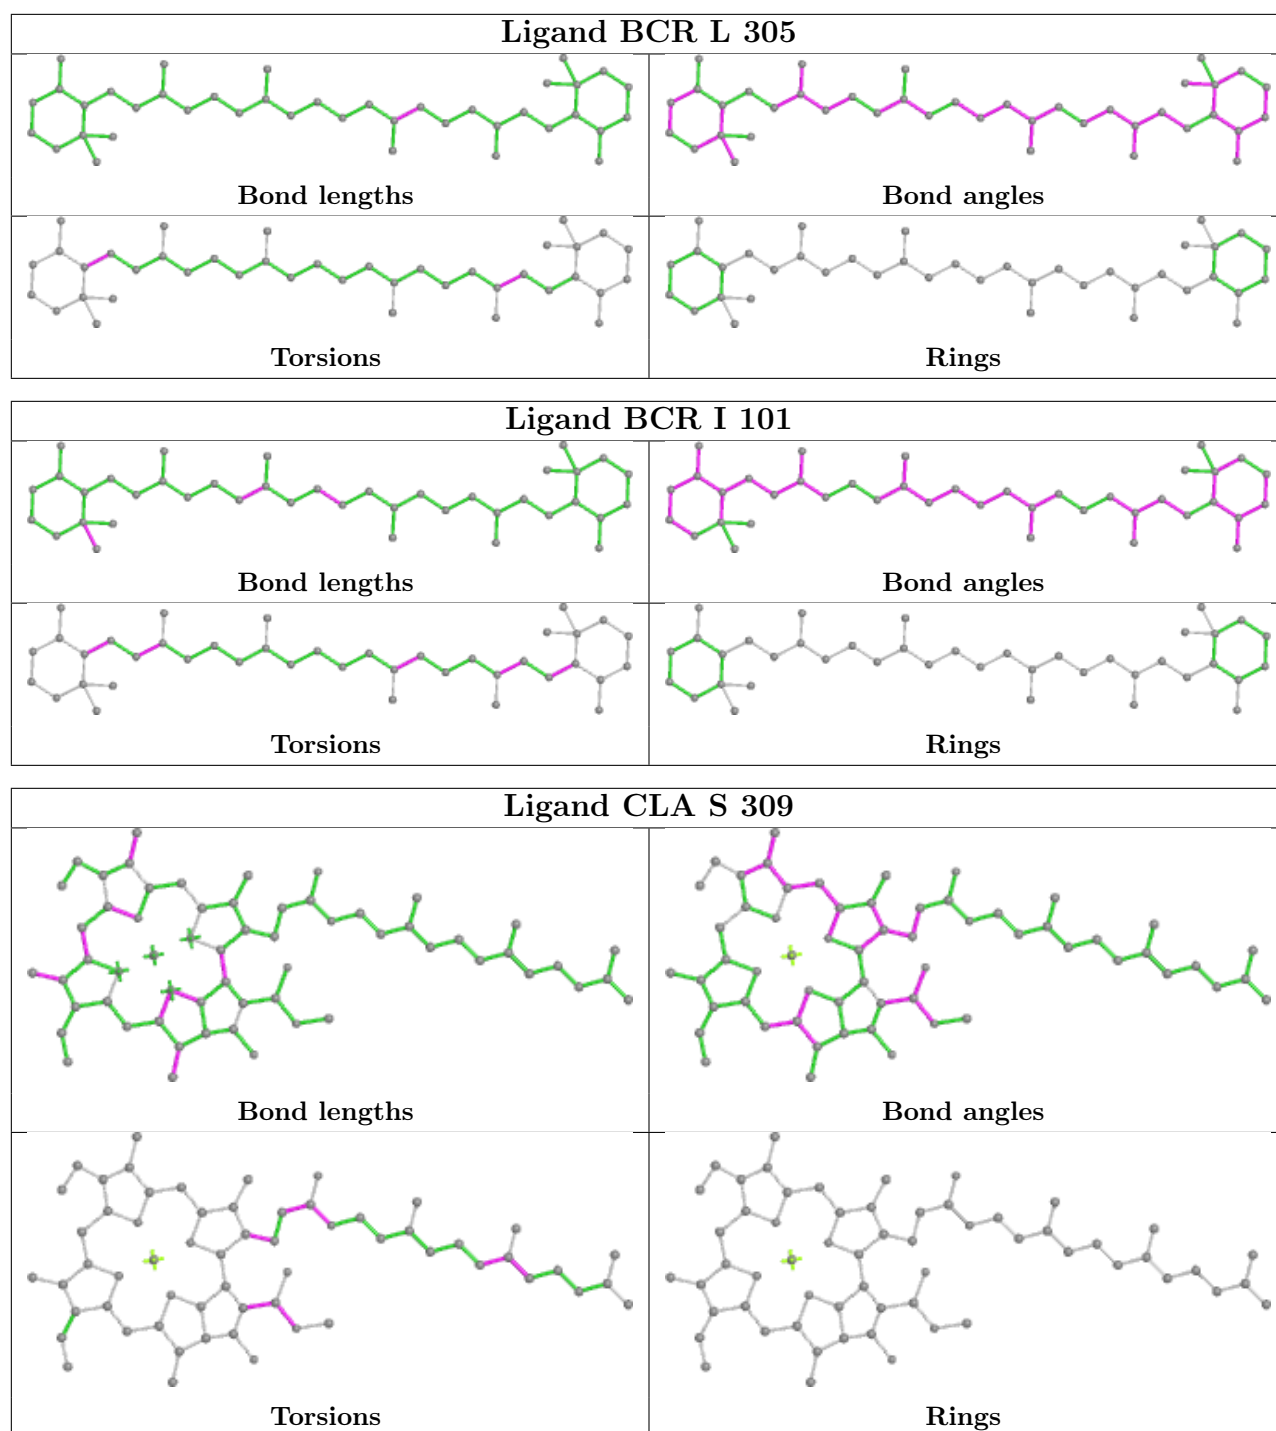 Ligand BCR L 305
Bond lengths
Bond angles
Torsions
Rings
Ligand BCR I 101
Bond lengths
Bond angles
Torsions
Rings
Ligand CLA S 309
Bond lengths
Bond angles
Torsions
Rings